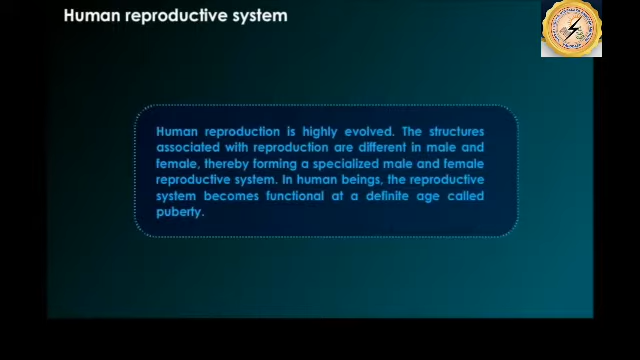 Human reproductive system
Human reproduction is highly evolved. The structures
associated with reproduction are different in male and
female, thereby forming a specialized male and female
reproductive system. In human beings, the reproductive
system becomes functional at a definite age called
puberty.